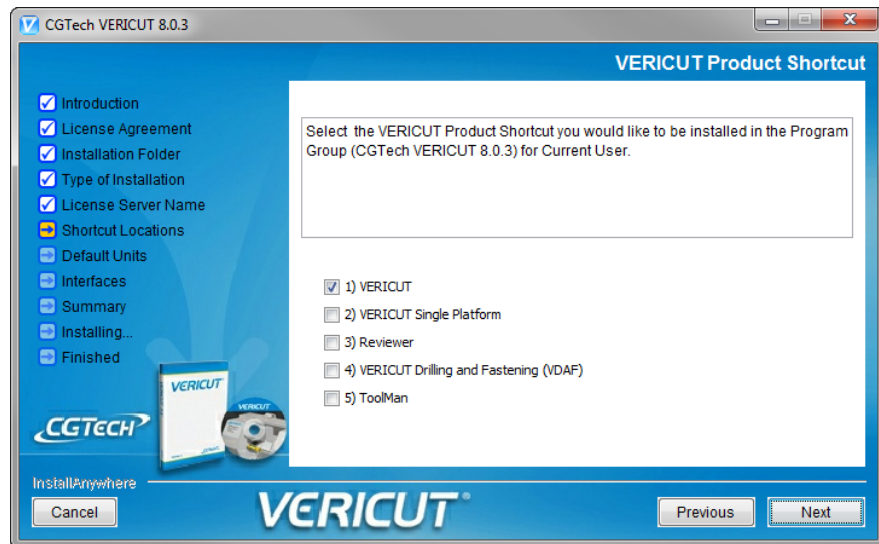 CGTech VERICUT 8.0.3
VERICUT Product Shortcut
Introduction
License Agreement
Installation Folder
Type of Installation
License Server Name
Shortcut Locations
Default Units
Interfaces
Summary
Installing...
Finished
Select the VERICUT Product Shortcut you would like to be installed in the Program
Group (CGTech VERICUT 8.0.3) for Current User.
1) VERICUT
2) VERICUT Single Platform
3) Reviewer
4) VERICUT Drilling and Fastening (VDAF)
5) ToolMan
VERICUT
VERICUT
CGTECH
InstallAnywhere
Cancel
VERICUT®
Previous
Next